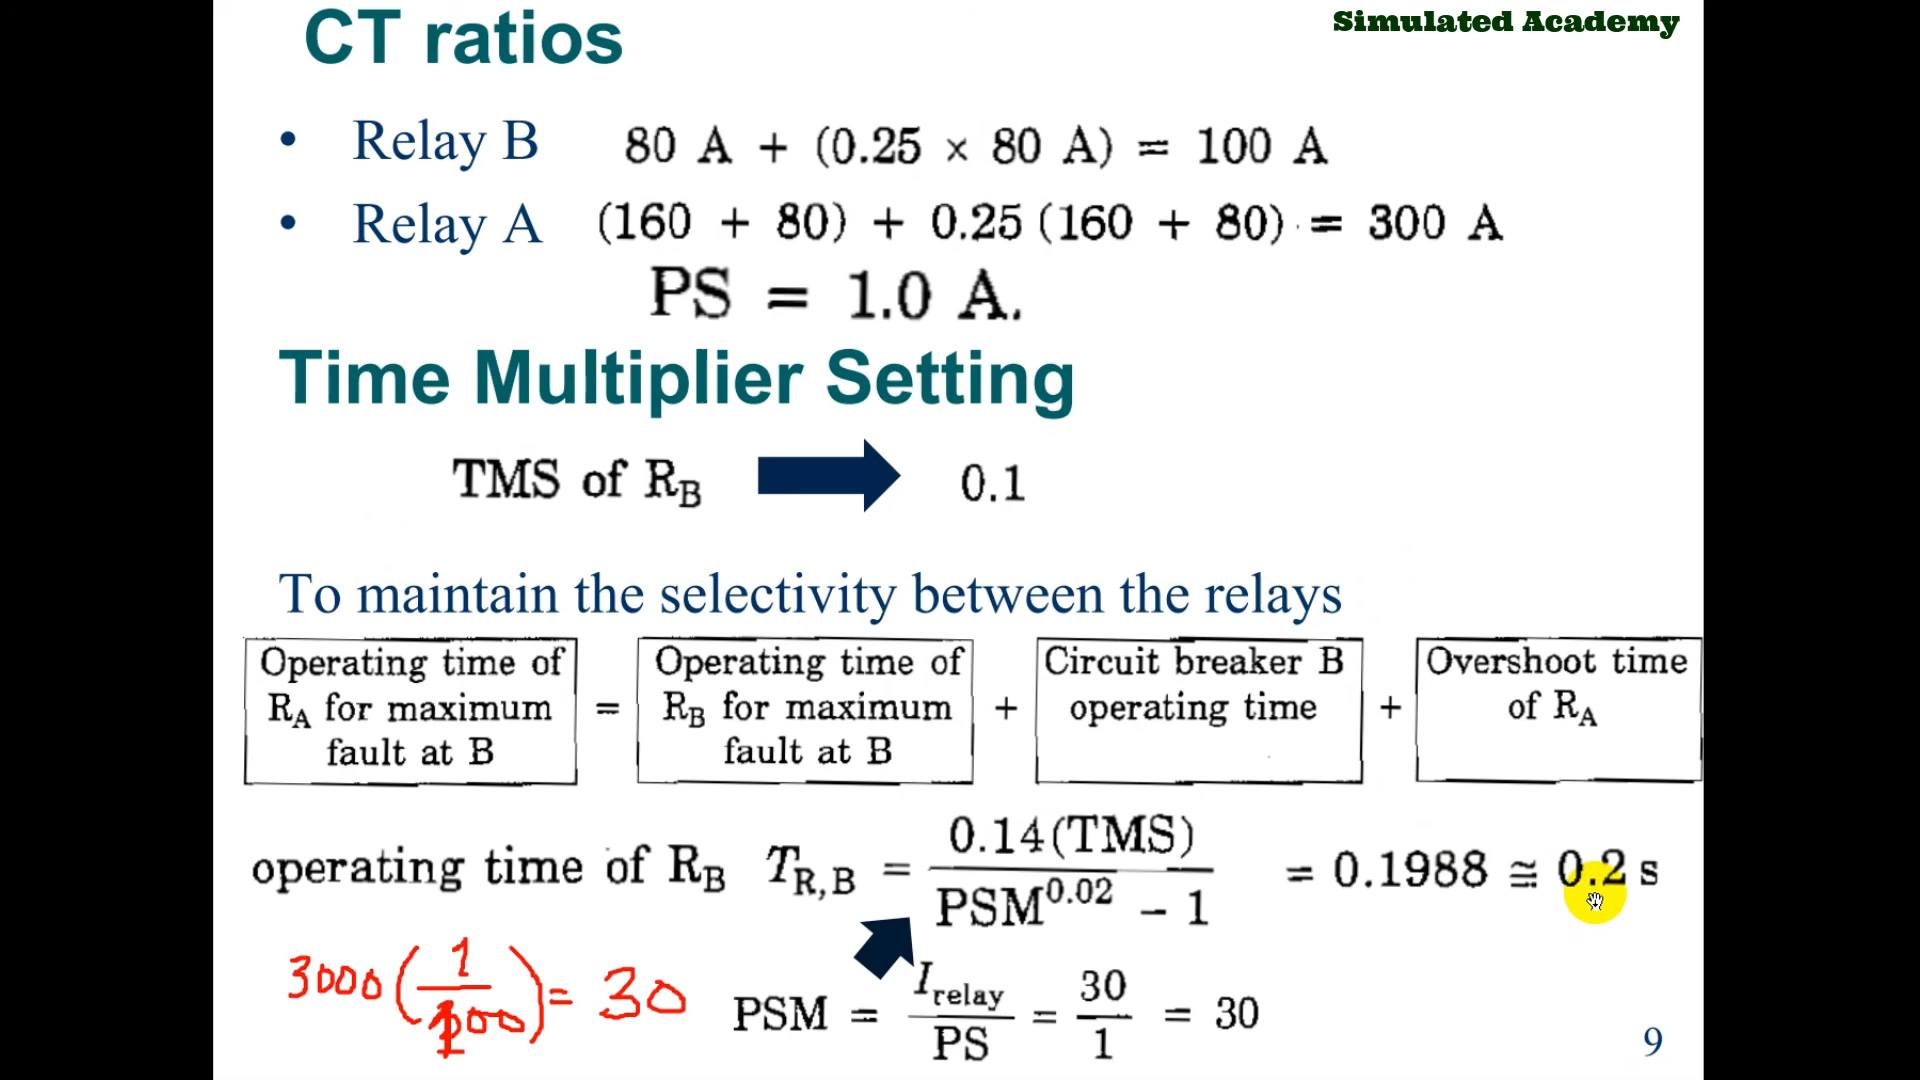 CT ratios
Simulated Academy
• Relay B 80 A + (0.25 × 80 A) = 100 A
• Relay A (160 + 80) + 0.25 (160 + 80) = 300 A
PS = 1.0 A.
Time Multiplier Setting
TMS of R_B 0.1
To maintain the selectivity between the relays
Operating time of R_A for maximum fault at B = Operating time of R_B for maximum fault at B + Circuit breaker B operating time + Overshoot time of R_A
operating time of R_B T_R,B = 0.14(TMS) / PSM^0.02 − 1 = 0.1988 ≅ 0.2 s
3000 (1/100) = 30
PSM = I_relay / PS = 30 / 1 = 30
9